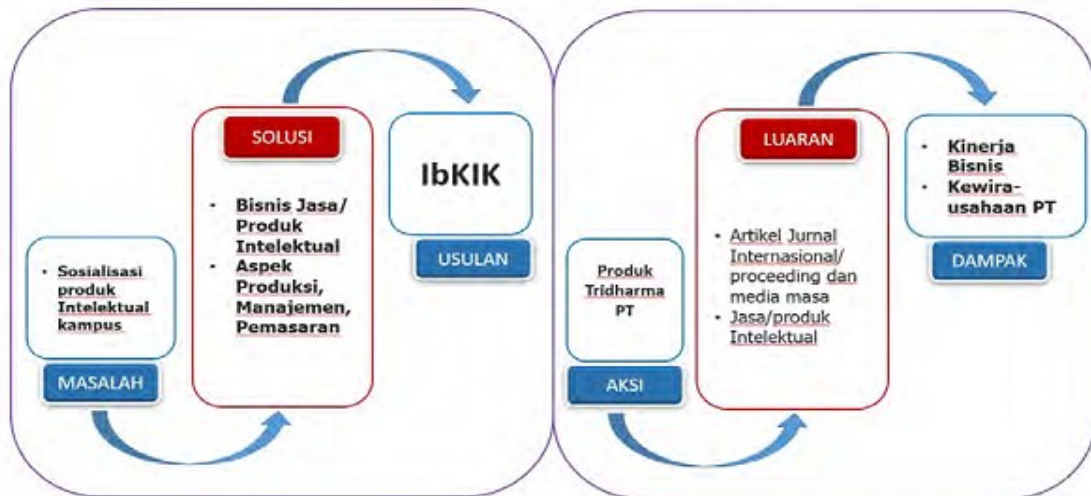 MASALAH
• Sosialisasi
produk
Intelektual
kampus
SOLUSI
• Bisnis Jasa/
Produk
Intelektual
• Aspek
Produksi,
Manajemen,
Pemasaran
IbKIK
USULAN
Produk
Tridharma
PT
AKSI
LUARAN
• Artikel Jurnal
Internasional/
proceeding dan
media masa
• Jasa/produk
Intelektual
• Kinerja
Bisnis
• Kewira-
usahaan PT
DAMPAK